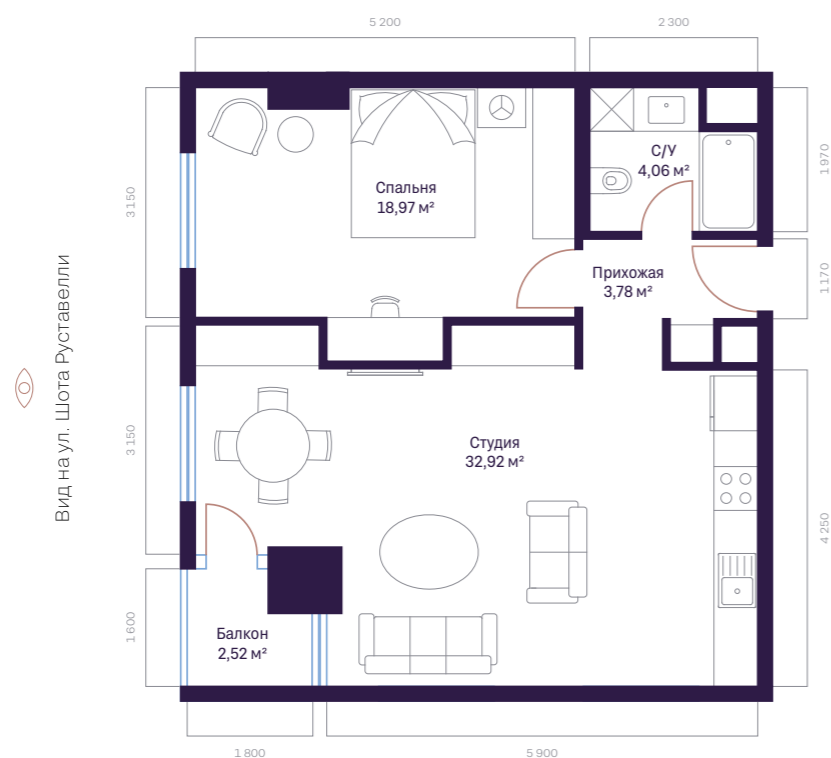 5 200
2 300
3 150
1 970
С/У
4,06 м²
Спальня
18,97 м²
1 170
Прихожая
3,78 м²
Вид на ул. Шота Руставелли
3 150
Студия
32,92 м²
4 250
1 600
Балкон
2,52 м²
1 800
5 900